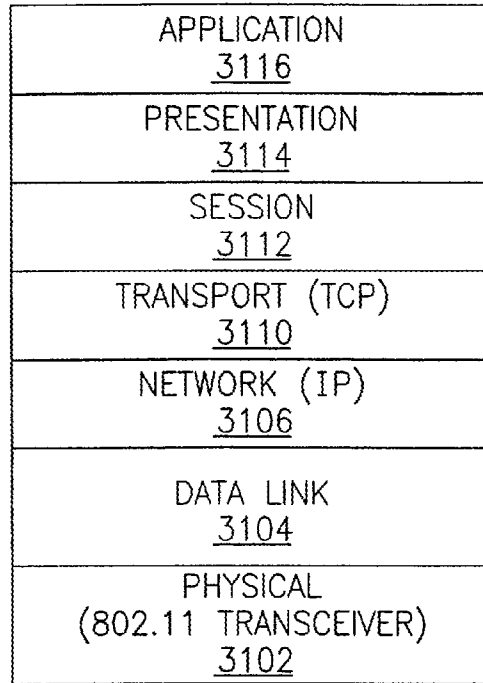 APPLICATION
3116
PRESENTATION
3114
SESSION
3112
TRANSPORT (TCP)
3110
NETWORK (IP)
3106
DATA LINK
3104
PHYSICAL
(802.11 TRANSCEIVER)
3102